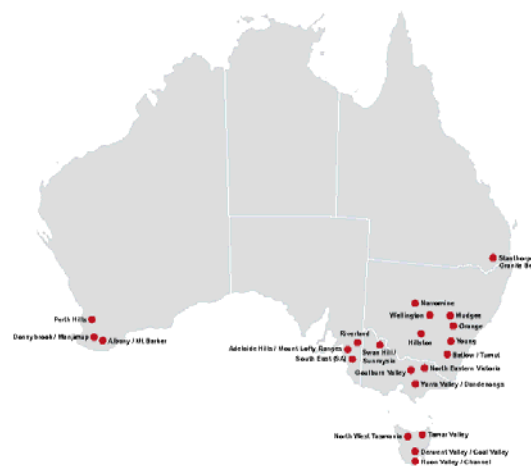 Stanthorpe
Granite Be
Narromine
Wellington
Mudgee
Orange
Perth Hills
Hillston
Young
Donnybrook / Manjimup
Albany / Mt. Barker
Riverland
Adelaide Hills / Mount Lofty Ranges
Swan Hill /
Sunraysia
Batlow / Tumut
South East (SA)
North Eastern Victoria
Goulburn Valley
Yarra Valley / Dandenongs
North West Tasmania
Tamar Valley
Derwent Valley / Coal Valley
Huon Valley / Channel